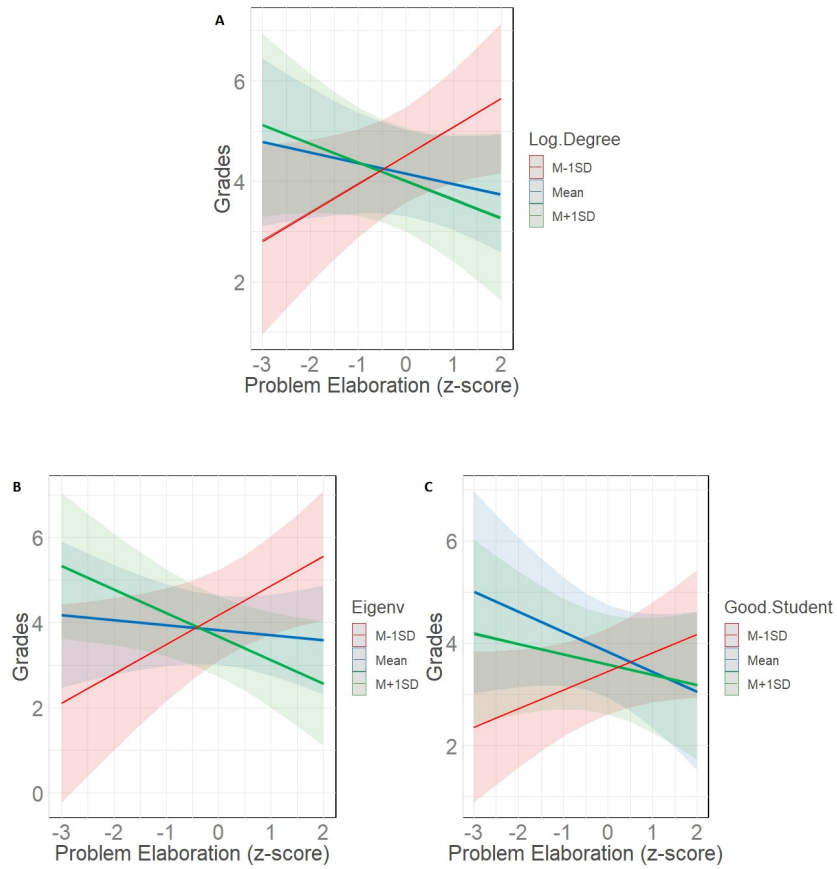 A
Grades
6
4
2
-3 -2 -1 0 1 2
Problem Elaboration (z-score)
Log.Degree
M-1SD
Mean
M+1SD
B
Grades
6
4
2
0
-3 -2 -1 0 1 2
Problem Elaboration (z-score)
Eigenv
M-1SD
Mean
M+1SD
C
Grades
6
4
2
-3 -2 -1 0 1 2
Problem Elaboration (z-score)
Good.Student
M-1SD
Mean
M+1SD